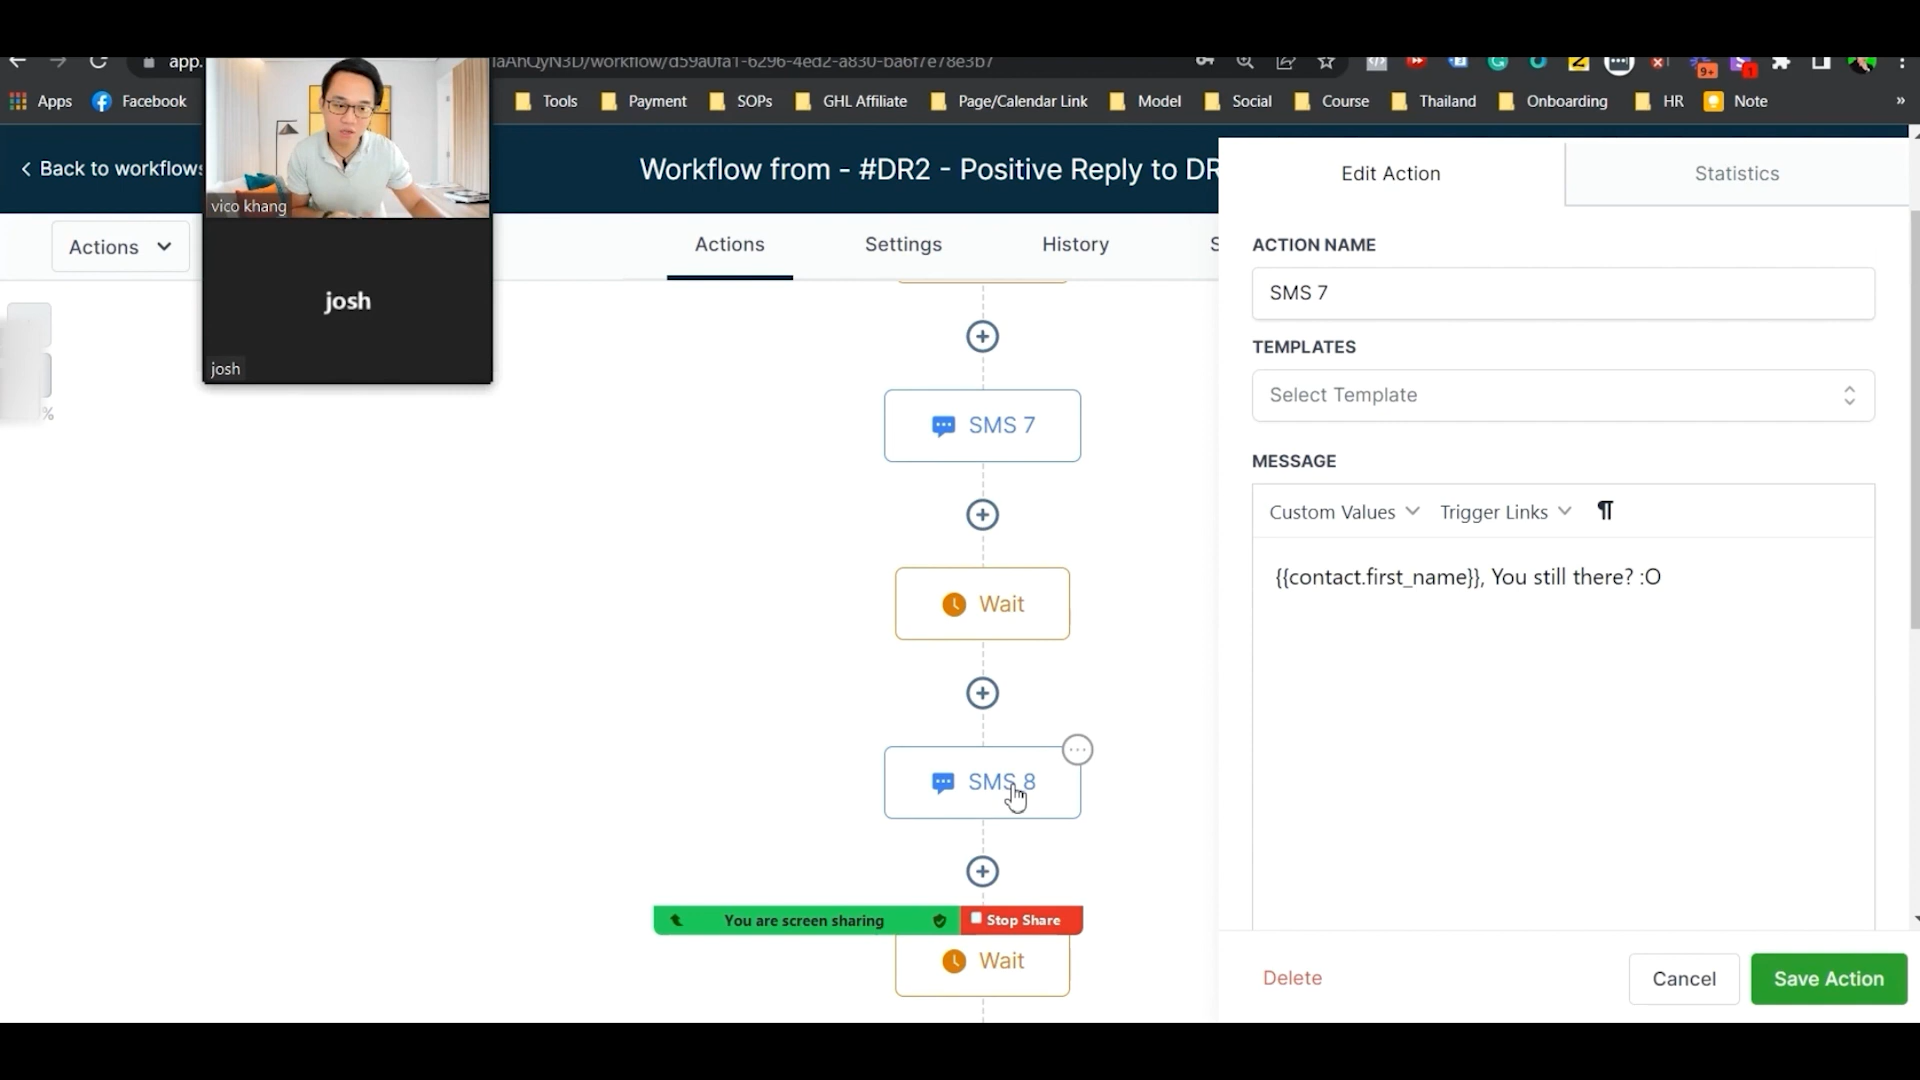 app.
laAhQyN3D/workflow/d59a0fa1-6296-4ed2-a830-ba6f7e78e3b7
9+
1
Apps
Facebook
Tools
Payment
SOPs
GHL Affiliate
Page/Calendar Link
Model
Social
Course
Thailand
Onboarding
HR
Note
»
Back to workflows
Workflow from - #DR2 - Positive Reply to DR
vico khang
josh
josh
Actions
Actions
Settings
History
S
%
SMS 7
Wait
SMS 8
You are screen sharing
Stop Share
Wait
Edit Action
Statistics
ACTION NAME
SMS 7
TEMPLATES
Select Template
MESSAGE
Custom Values
Trigger Links
¶
{{contact.first_name}}, You still there? :O
Delete
Cancel
Save Action